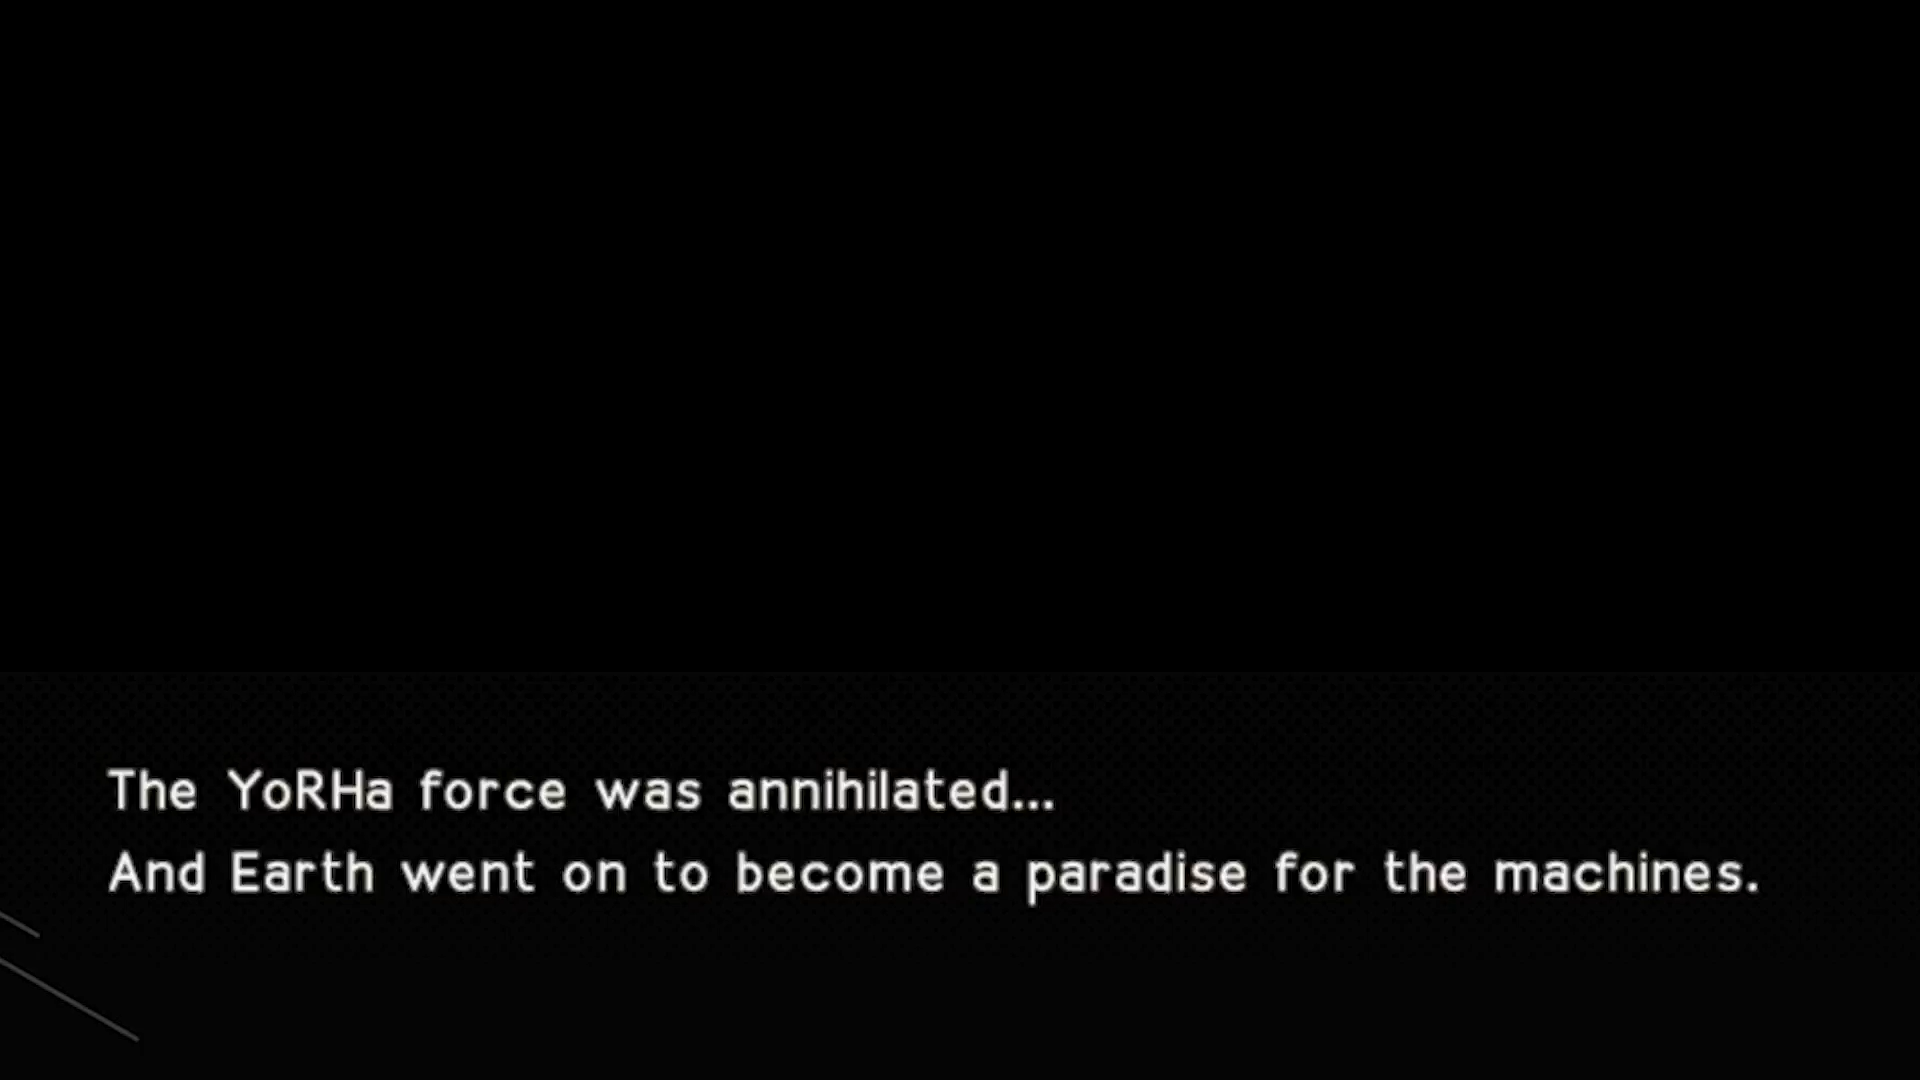 The YoRHa force was annihilated...
And Earth went on to become a paradise for the machines.